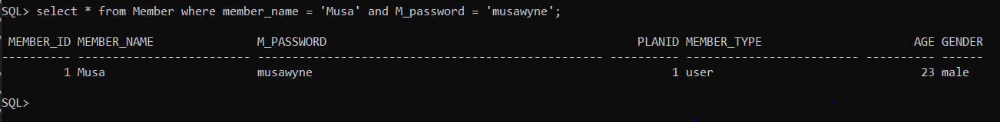 SQL> select * from Member where member_name = 'Musa' and M_password = 'musawyne';
MEMBER_ID MEMBER_NAME M_PASSWORD PLANID MEMBER_TYPE AGE GENDER
---------- ------------------------- -------------------------------------------------- ---------- ------------------------- ---------- ------
1 Musa musawyne 1 user 23 male
SQL>